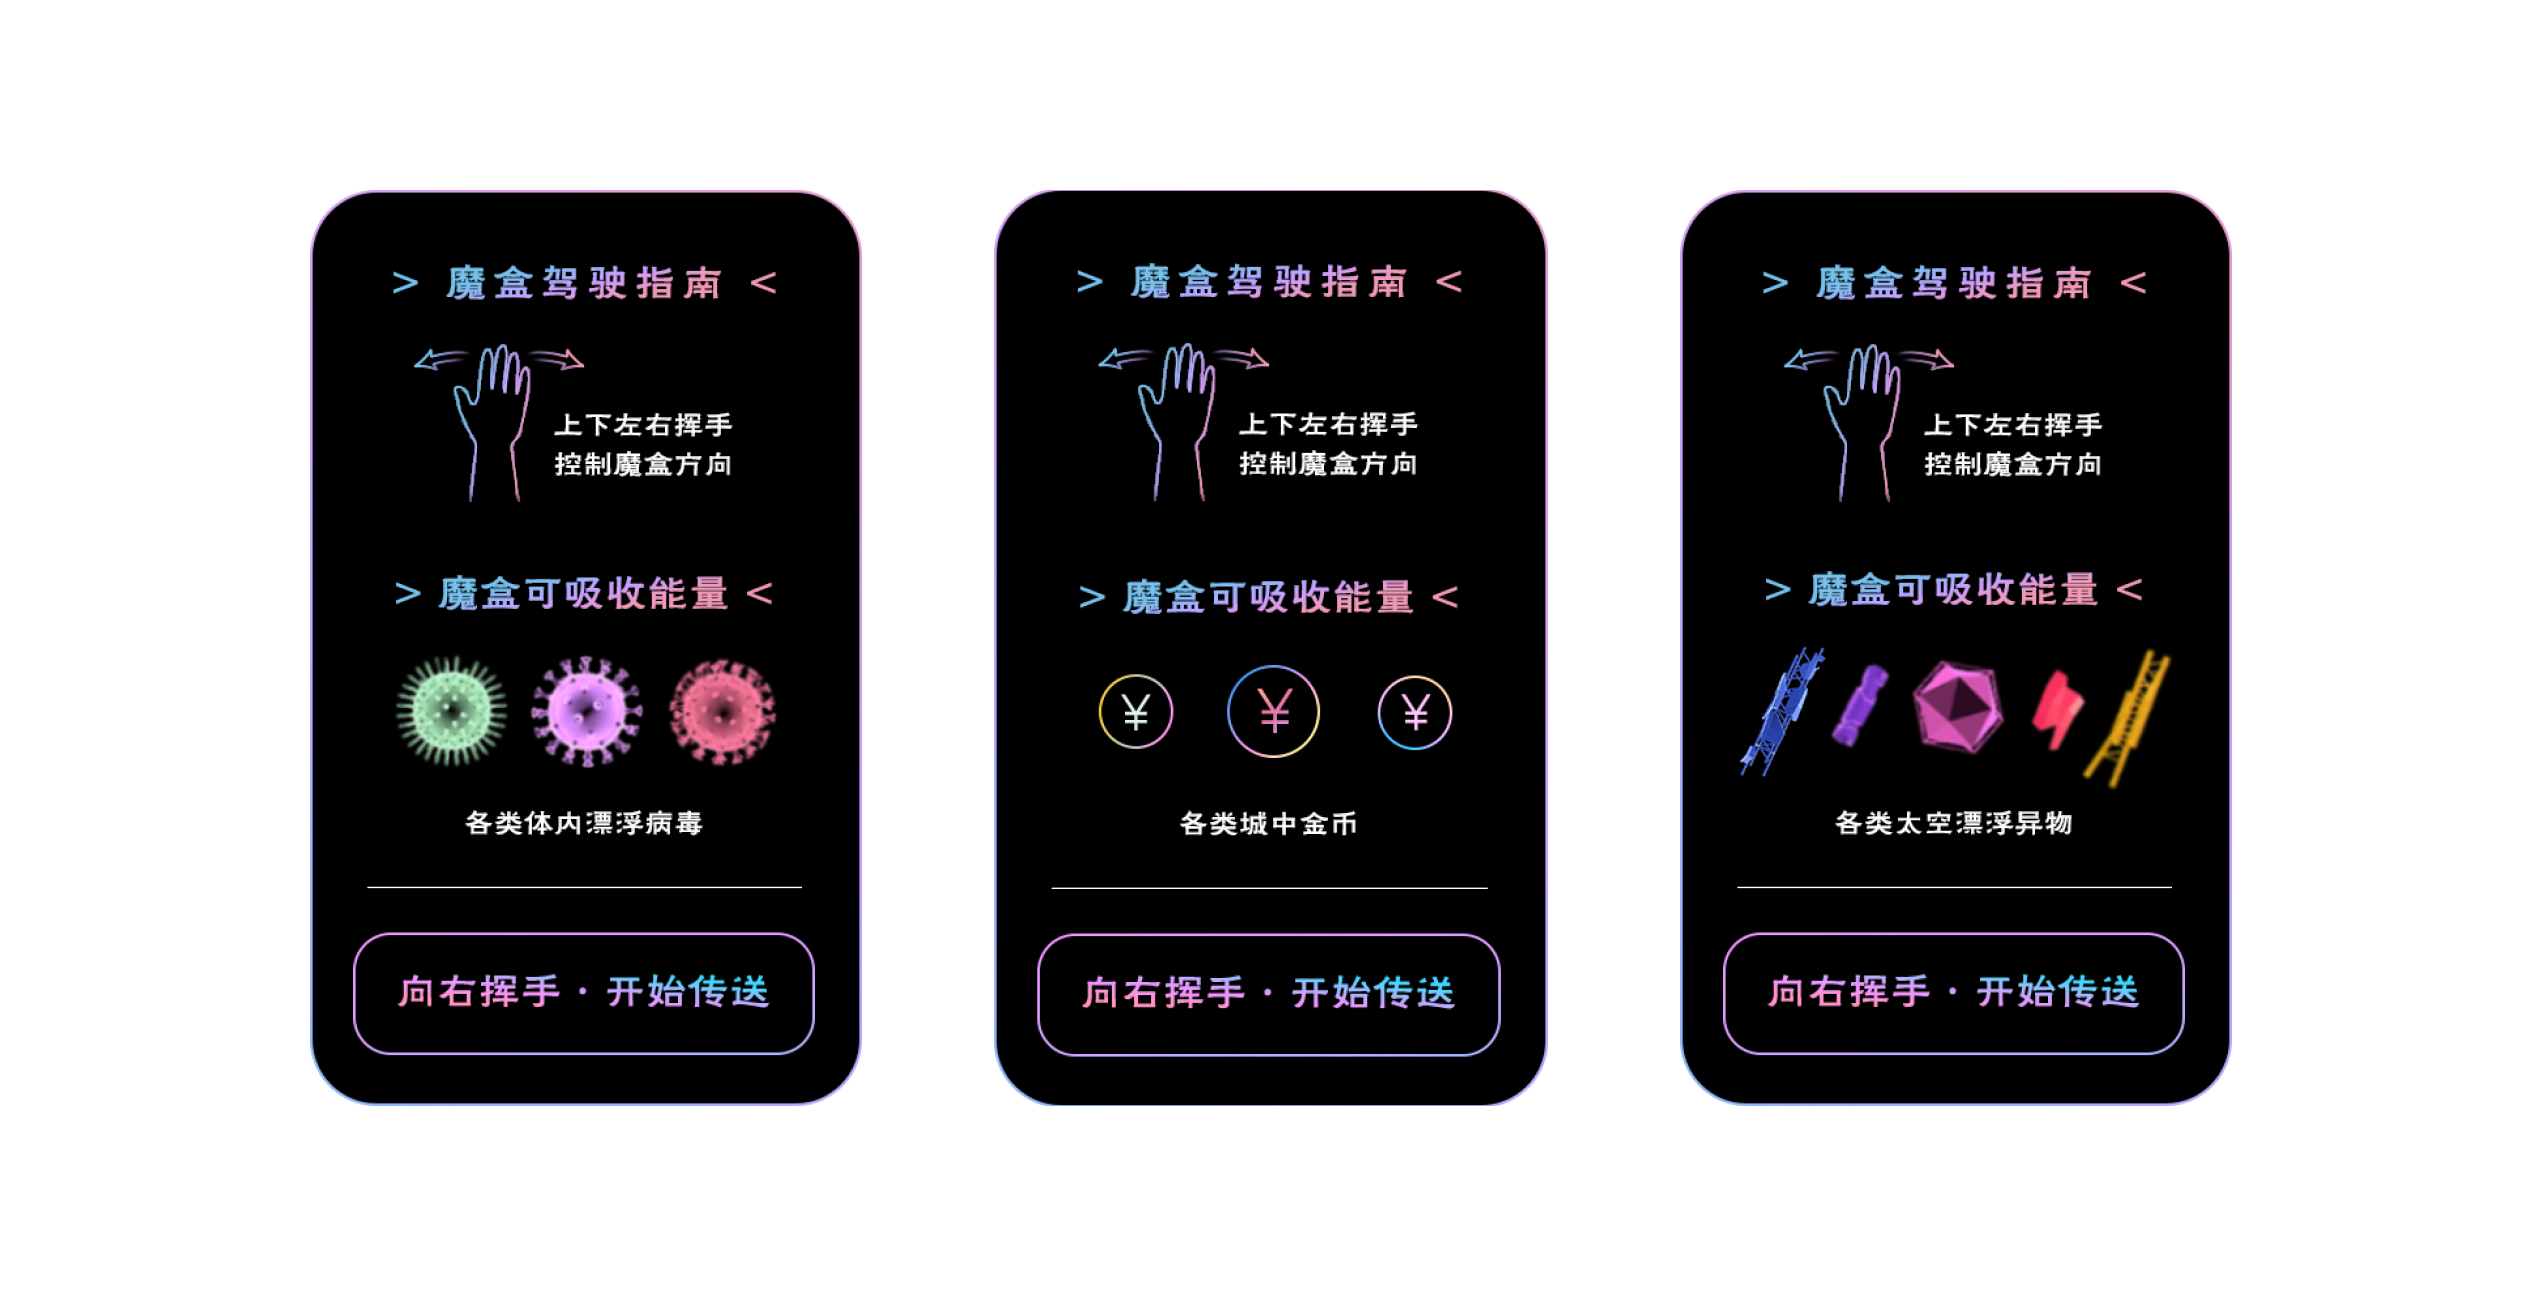 > 魔盒驾驶指南 <
上下左右挥手
控制魔盒方向
> 魔盒可吸收能量 <
各类体内漂浮病毒
向右挥手·开始传送
> 魔盒驾驶指南 <
上下左右挥手
控制魔盒方向
> 魔盒可吸收能量 <
¥ ¥ ¥
各类城中金币
向右挥手·开始传送
> 魔盒驾驶指南 <
上下左右挥手
控制魔盒方向
> 魔盒可吸收能量 <
各类太空漂浮异物
向右挥手·开始传送